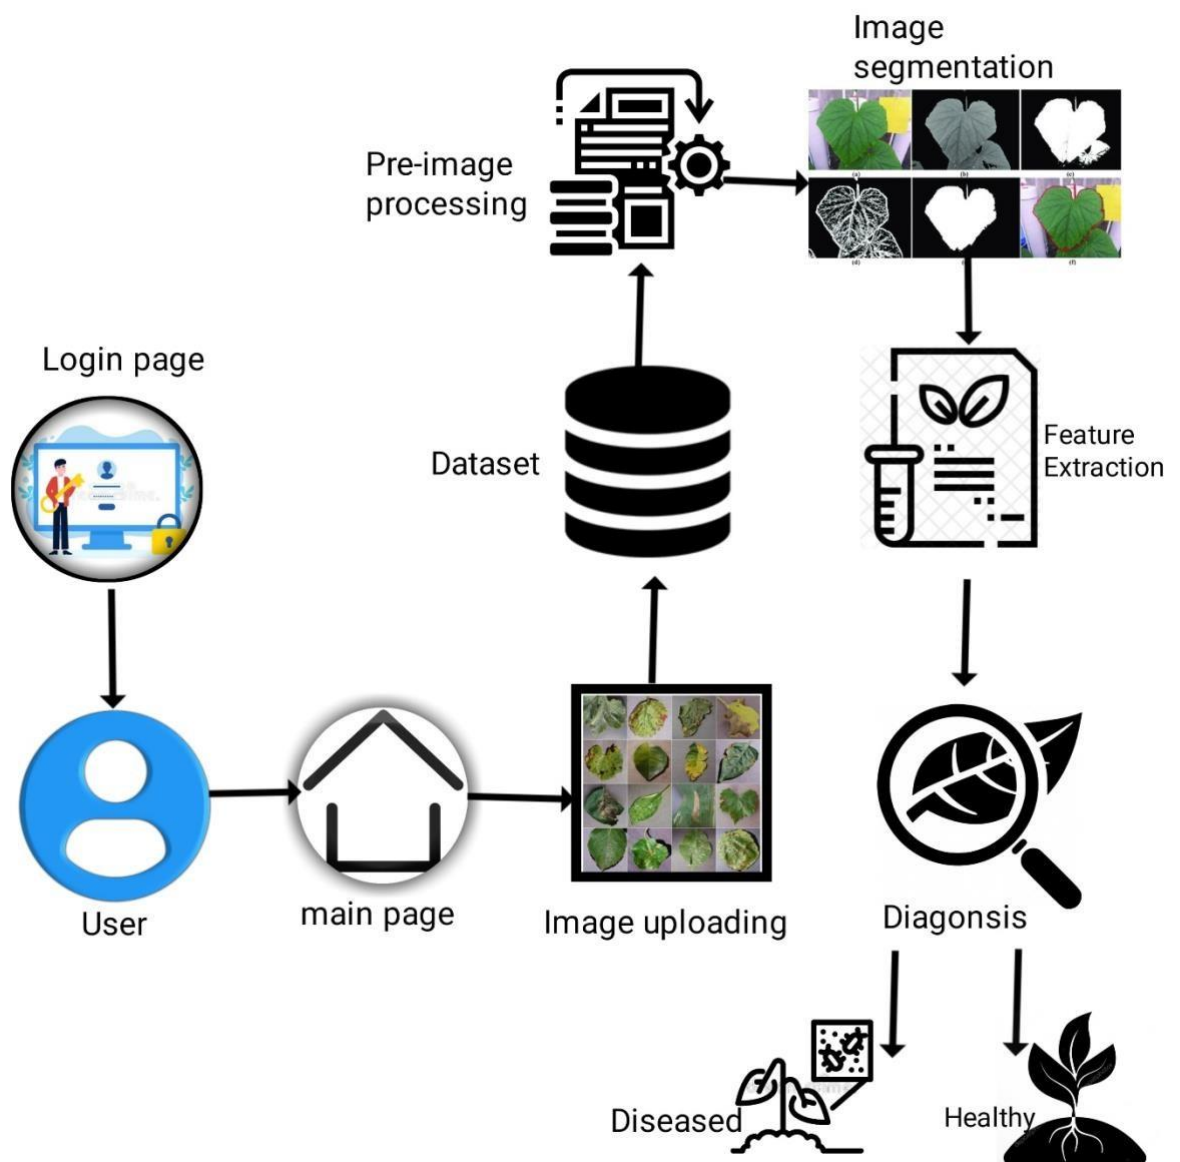 Image
segmentation
Pre-image
processing
(a)
(b)
(c)
(d)
(f)
Login page
Dataset
Feature
Extraction
User
main page
Image uploading
Diagonsis
Diseased
Healthy